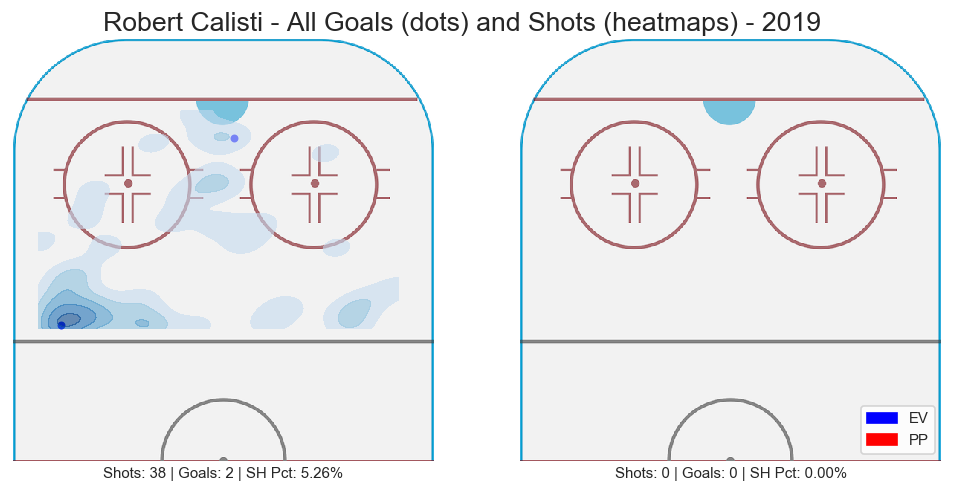 Robert Calisti - All Goals (dots) and Shots (heatmaps) - 2019
EV
PP
Shots: 38 | Goals: 2 | SH Pct: 5.26%
Shots: 0 | Goals: 0 | SH Pct: 0.00%